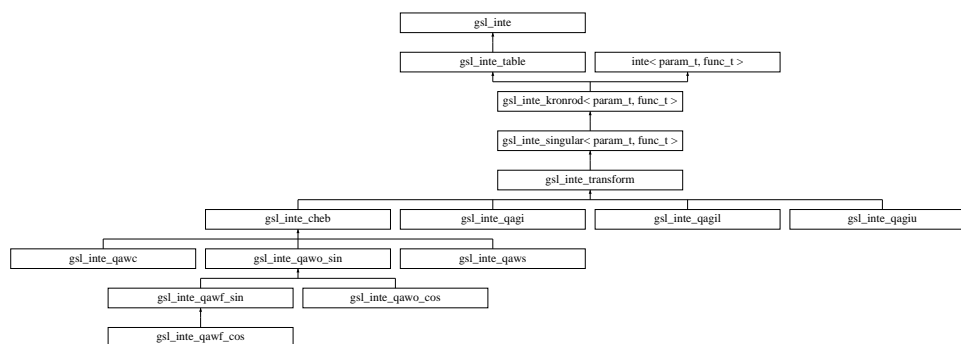 gsl_inte
gsl_inte_table
inte< param_t, func_t >
gsl_inte_kronrod< param_t, func_t >
gsl_inte_singular< param_t, func_t >
gsl_inte_transform
gsl_inte_cheb
gsl_inte_qagi
gsl_inte_qagil
gsl_inte_qagiu
gsl_inte_qawc
gsl_inte_qawo_sin
gsl_inte_qaws
gsl_inte_qawf_sin
gsl_inte_qawo_cos
gsl_inte_qawf_cos